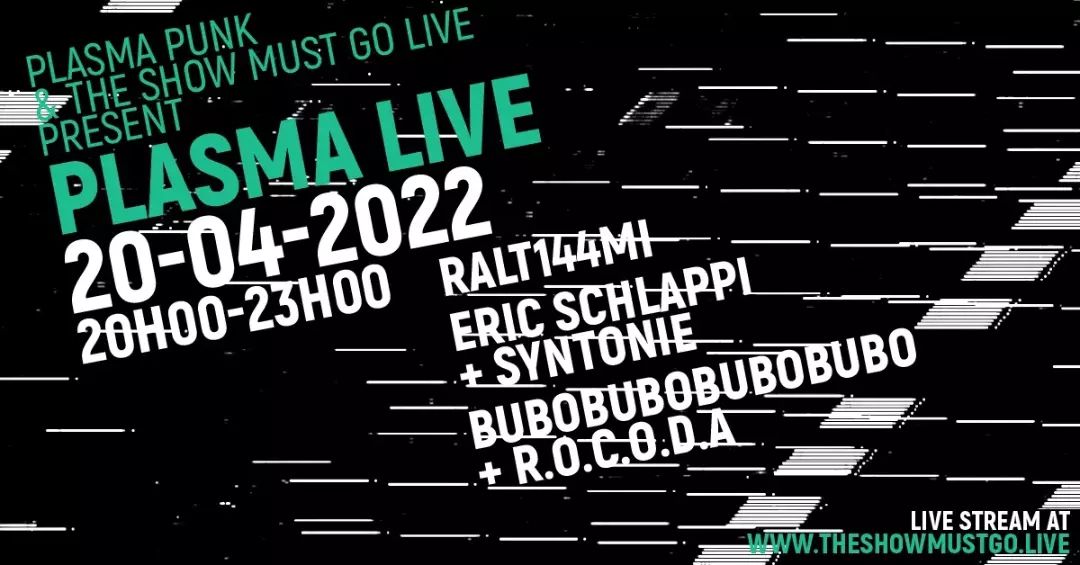 PLASMA PUNK
& THE SHOW MUST GO LIVE
PRESENT
PLASMA LIVE
20-04-2022
20H00-23H00
RALT144MI
ERIC SCHLAPPI
+ SYNTONIE
BUBOBUBOBUBOBUBO
+ R.O.C.O.D.A
LIVE STREAM AT
WWW.THESHOWMUSTGO.LIVE